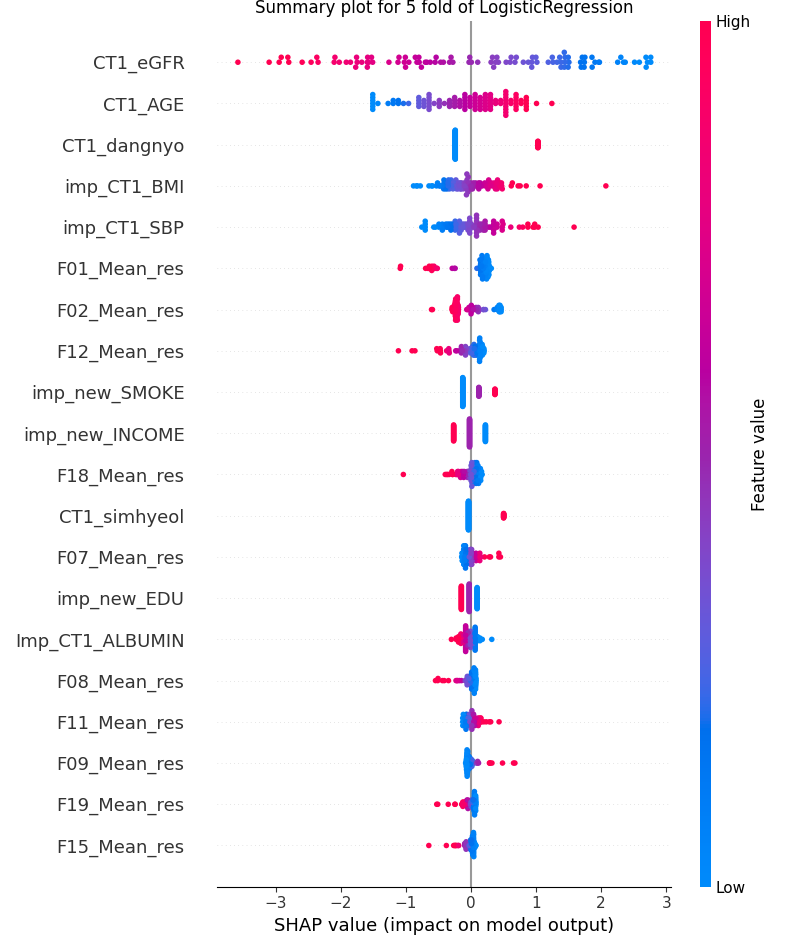 Summary plot for 5 fold of LogisticRegression
High
CT1_eGFR
CT1_AGE
CT1_dangnyo
imp_CT1_BMI
imp_CT1_SBP
F01_Mean_res
F02_Mean_res
F12_Mean_res
imp_new_SMOKE
imp_new_INCOME
F18_Mean_res
CT1_simhyeol
F07_Mean_res
imp_new_EDU
Imp_CT1_ALBUMIN
F08_Mean_res
F11_Mean_res
F09_Mean_res
F19_Mean_res
F15_Mean_res
Feature value
Low
−3 −2 −1 0 1 2 3
SHAP value (impact on model output)